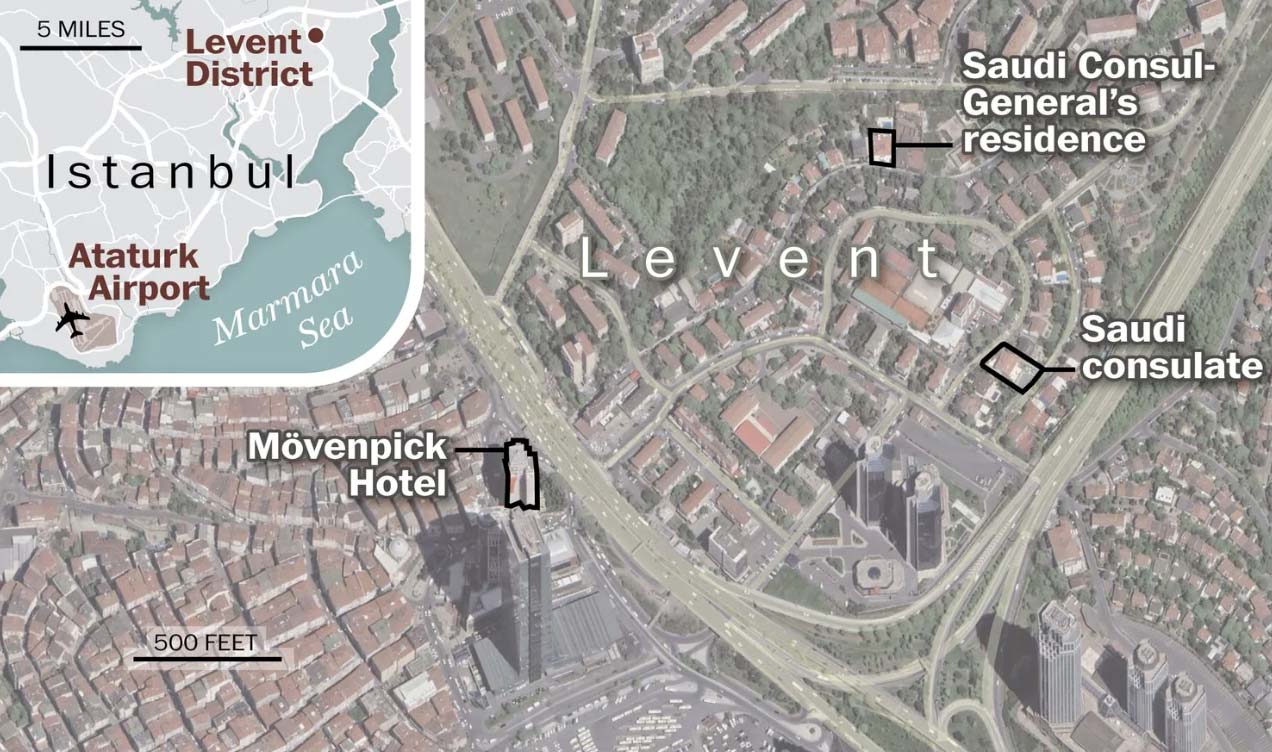 5 MILES
Levent
District
Istanbul
Ataturk
Airport
Marmara
Sea
Saudi Consul-
General's
residence
Levent
Saudi
consulate
Mövenpick
Hotel
500 FEET